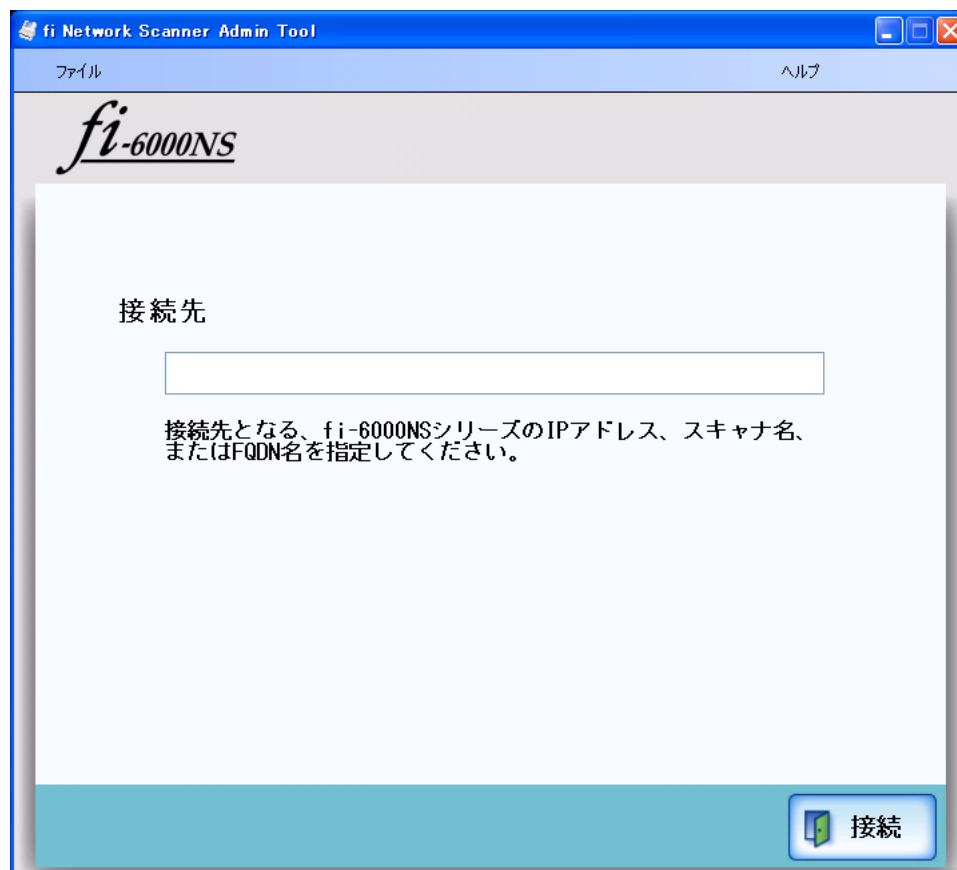 fi Network Scanner Admin Tool
ファイル ヘルプ
fi-6000NS
接続先
接続先となる、fi-6000NSシリーズのIPアドレス、スキャナ名、
またはFQDN名を指定してください。
接続